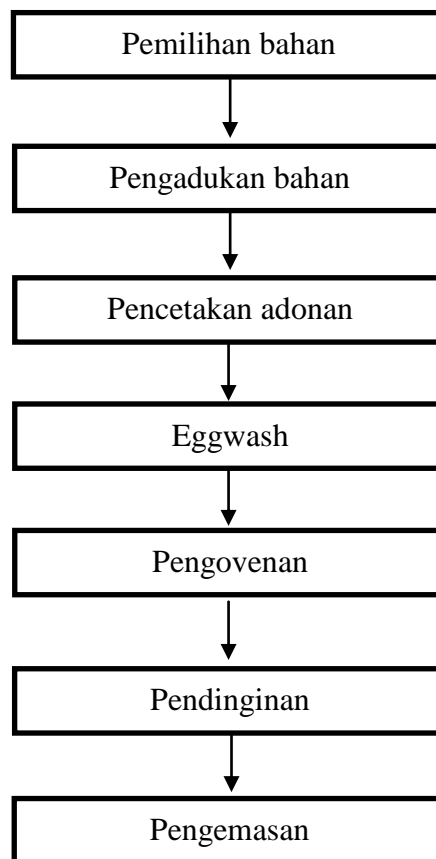 Pemilihan bahan
Pengadukan bahan
Pencetakan adonan
Eggwash
Pengovenan
Pendinginan
Pengemasan